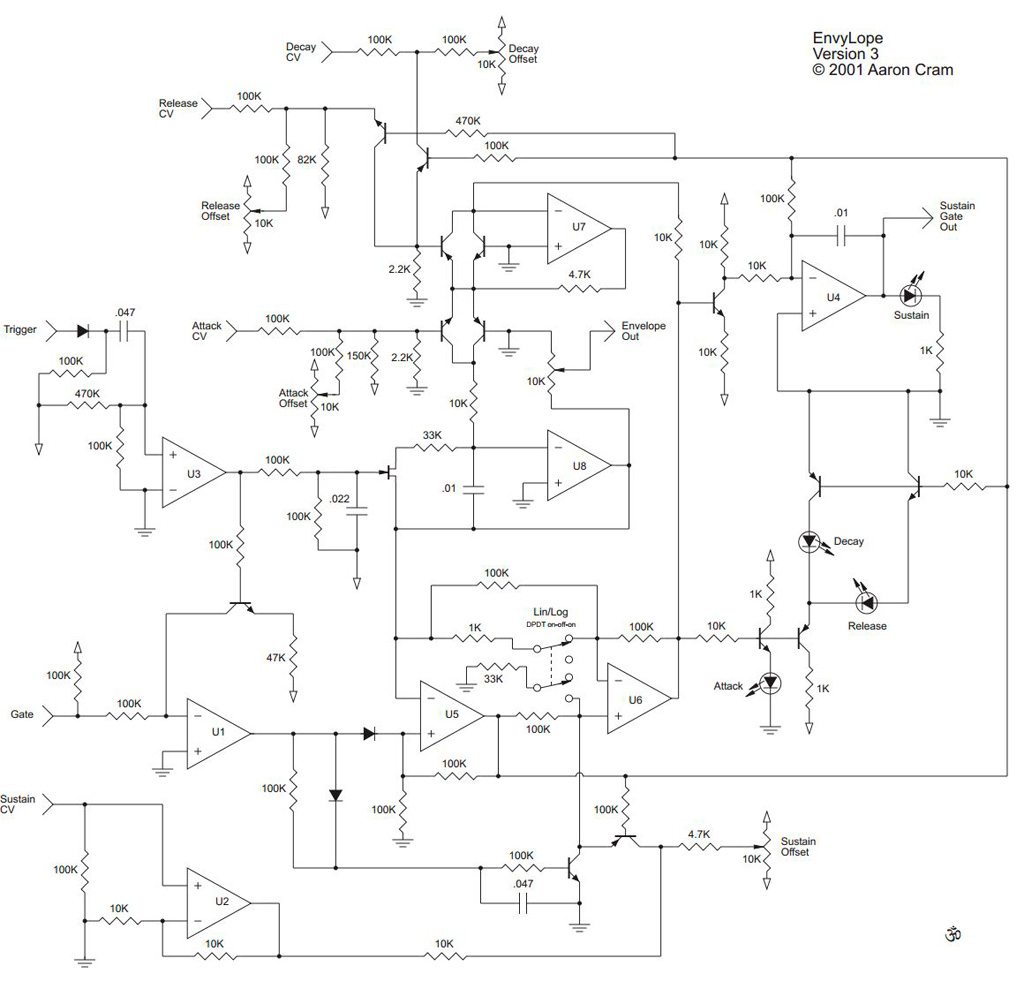 EnvyLope
Version 3
© 2001 Aaron Cram
Decay
CV
100K
100K
10K
Decay
Offset
Release
CV
100K
100K
82K
Release
Offset
10K
470K
100K
2.2K
U7
−
+
4.7K
10K
10K
10K
10K
100K
.01
U4
−
+
Sustain
Gate
Out
Sustain
1K
Trigger
.047
100K
470K
100K
U3
+
−
Attack
CV
100K
100K
150K
2.2K
Attack
Offset
10K
10K
10K
Envelope
Out
33K
.01
U8
−
+
100K
100K
.022
100K
47K
10K
Decay
Release
100K
Lin/Log
DPDT on-off-on
1K
33K
100K
10K
1K
Attack
1K
100K
Gate
100K
U1
−
+
U5
−
+
100K
U6
−
+
100K
100K
100K
100K
4.7K
10K
Sustain
Offset
Sustain
CV
100K
10K
U2
+
−
10K
10K
100K
.047
ॐ